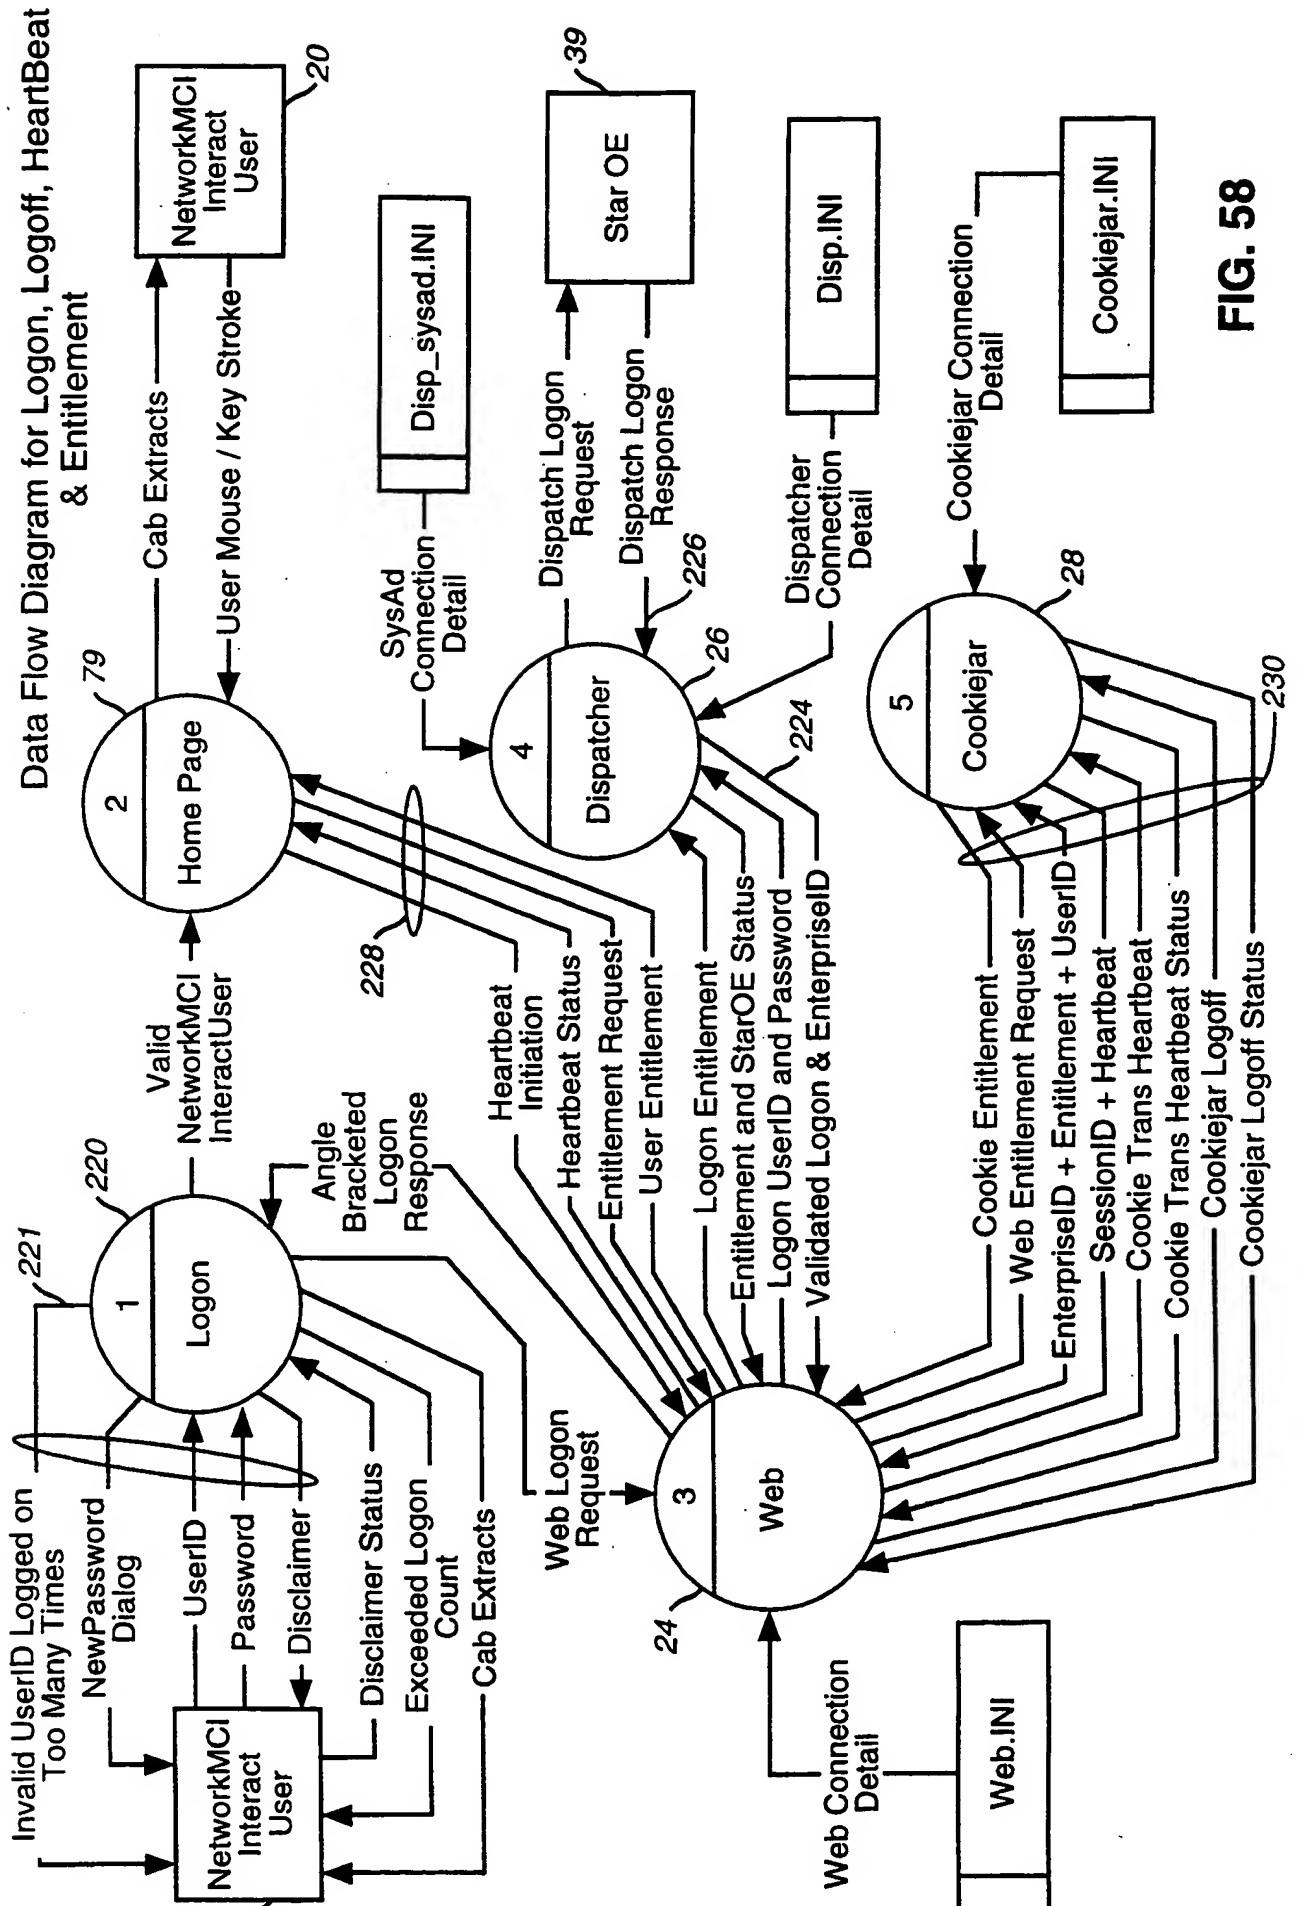 Data Flow Diagram for Logon, Logoff, HeartBeat
& Entitlement
Invalid UserID Logged on
Too Many Times
221
220
79
20
NewPassword
Dialog
1
Logon
Valid
NetworkMCI
InteractUser
2
Home Page
Cab Extracts
User Mouse / Key Stroke
NetworkMCI
Interact
User
NetworkMCI
Interact
User
UserID
Password
Disclaimer
Disclaimer Status
Exceeded Logon
Count
Cab Extracts
Angle
Bracketed
Logon
Response
228
SysAd
Connection
Detail
Disp_sysad.INI
Web Logon
Request
Heartbeat
Initiation
Heartbeat Status
Entitlement Request
User Entitlement
4
Dispatcher
26
226
Dispatch Logon
Request
Dispatch Logon
Response
Star OE
39
Logon Entitlement
Entitlement and StarOE Status
Logon UserID and Password
Validated Logon & EnterpriseID
224
Dispatcher
Connection
Detail
Disp.INI
24
3
Web
Web Connection
Detail
Web.INI
Cookie Entitlement
Web Entitlement Request
EnterpriseID + Entitlement + UserID
SessionID + Heartbeat
Cookie Trans Heartbeat
Cookie Trans Heartbeat Status
Cookiejar Logoff
Cookiejar Logoff Status
5
Cookiejar
28
230
Cookiejar Connection
Detail
Cookiejar.INI
FIG. 58